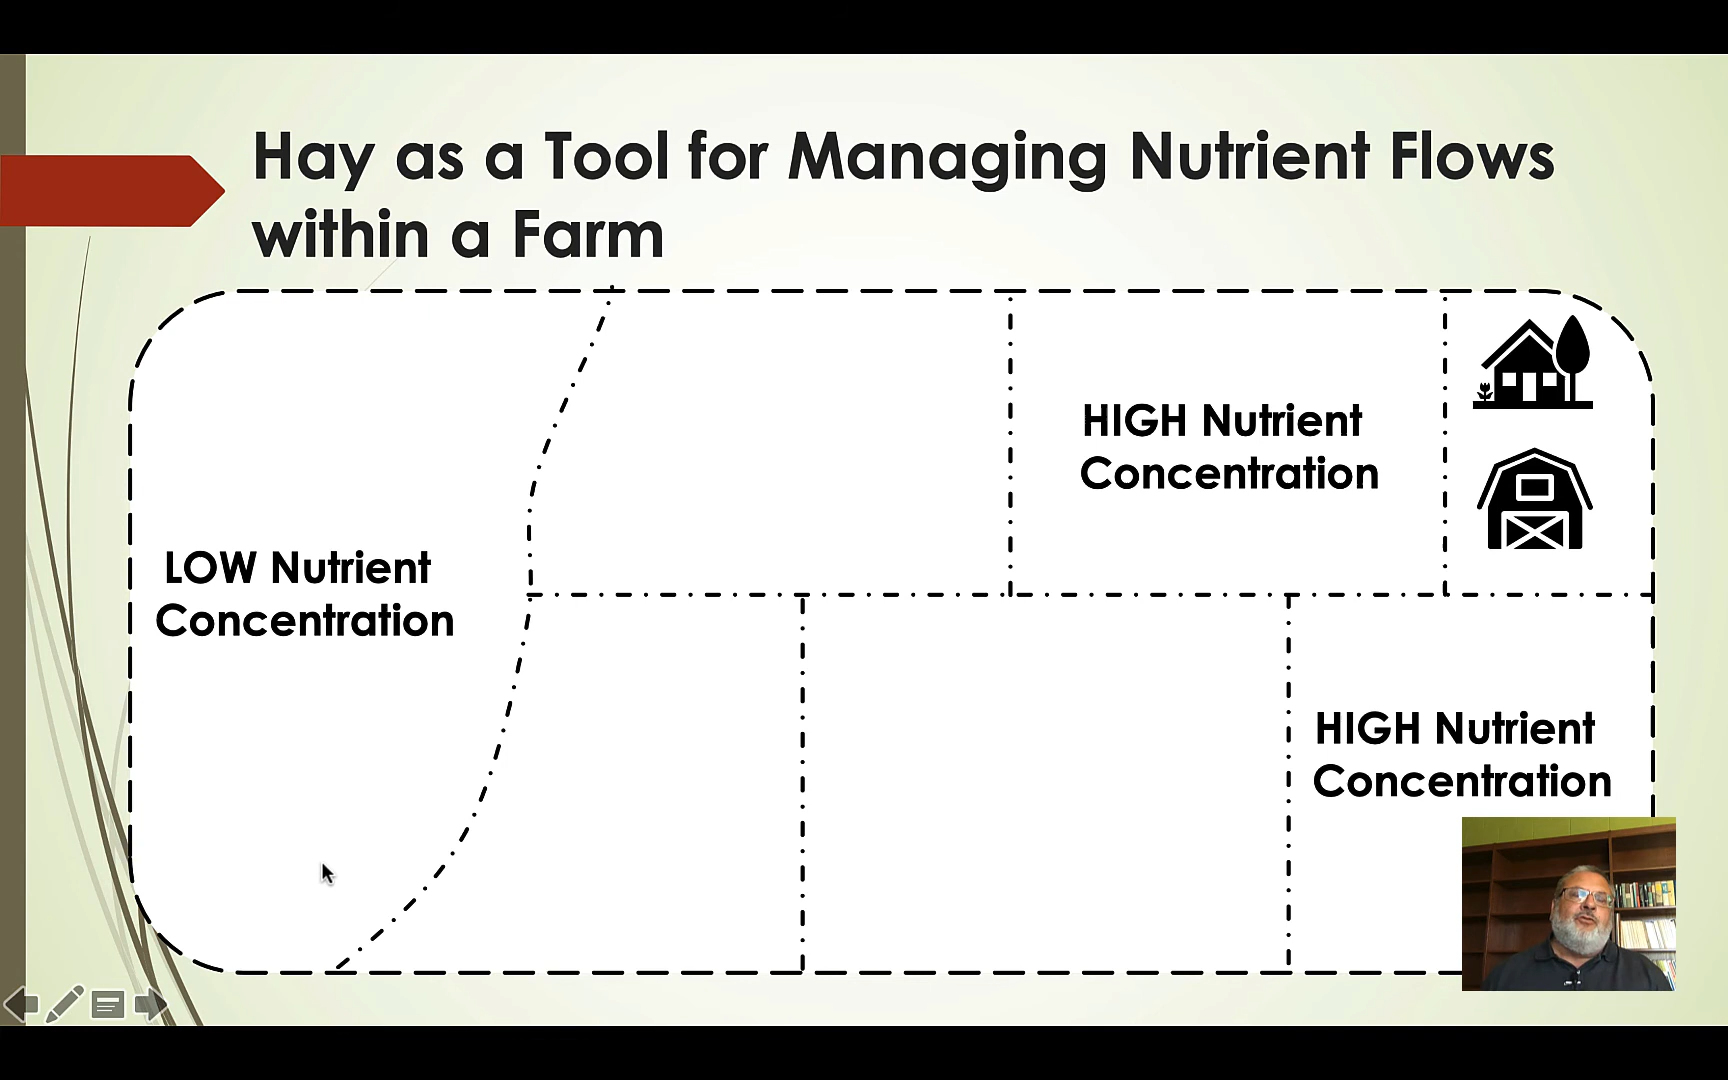 Hay as a Tool for Managing Nutrient Flows
within a Farm
HIGH Nutrient
Concentration
LOW Nutrient
Concentration
HIGH Nutrient
Concentration